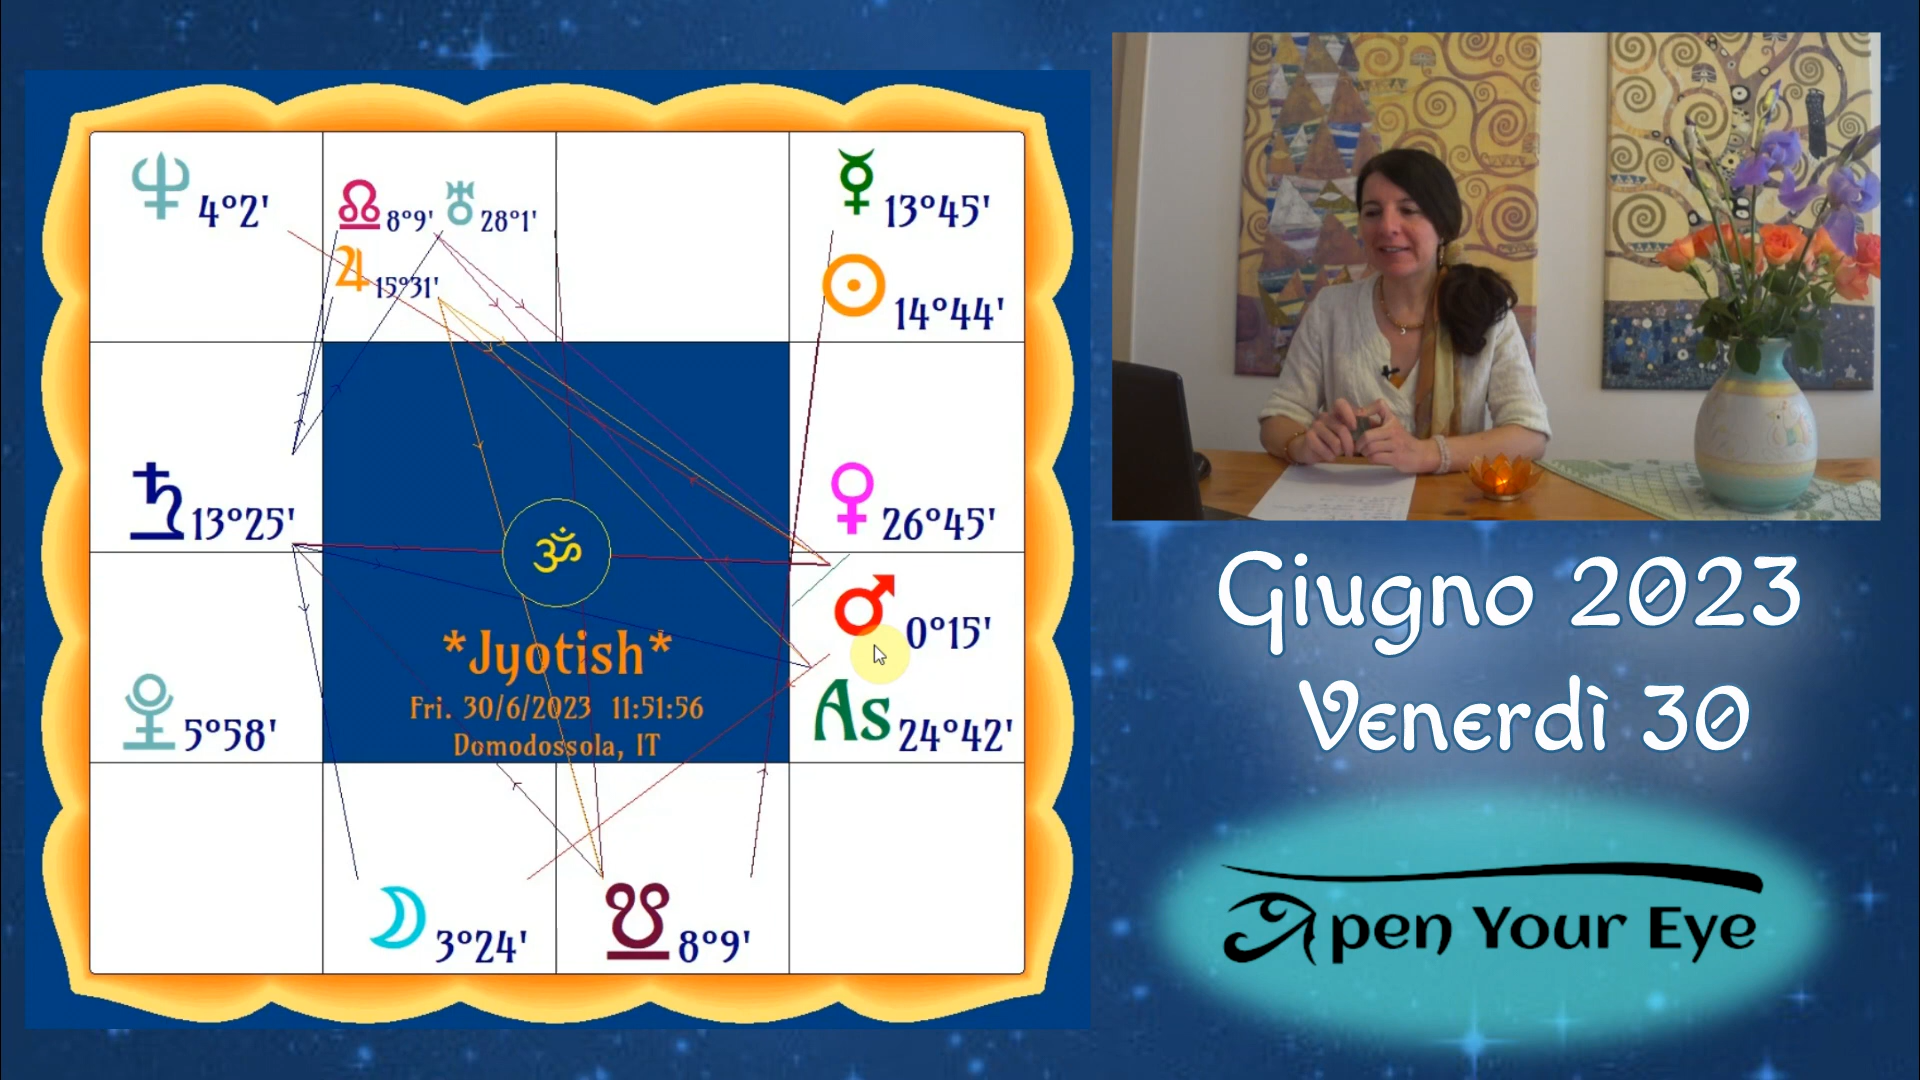 4°2'
8°9' 28°1'
15°31'
13°45'
14°44'
13°25'
26°45'
ॐ
0°15'
*Jyotish*
Fri. 30/6/2023 11:51:56
Domodossola, IT
5°58'
As 24°42'
3°24'
8°9'
Giugno 2023
Venerdì 30
Open Your Eye